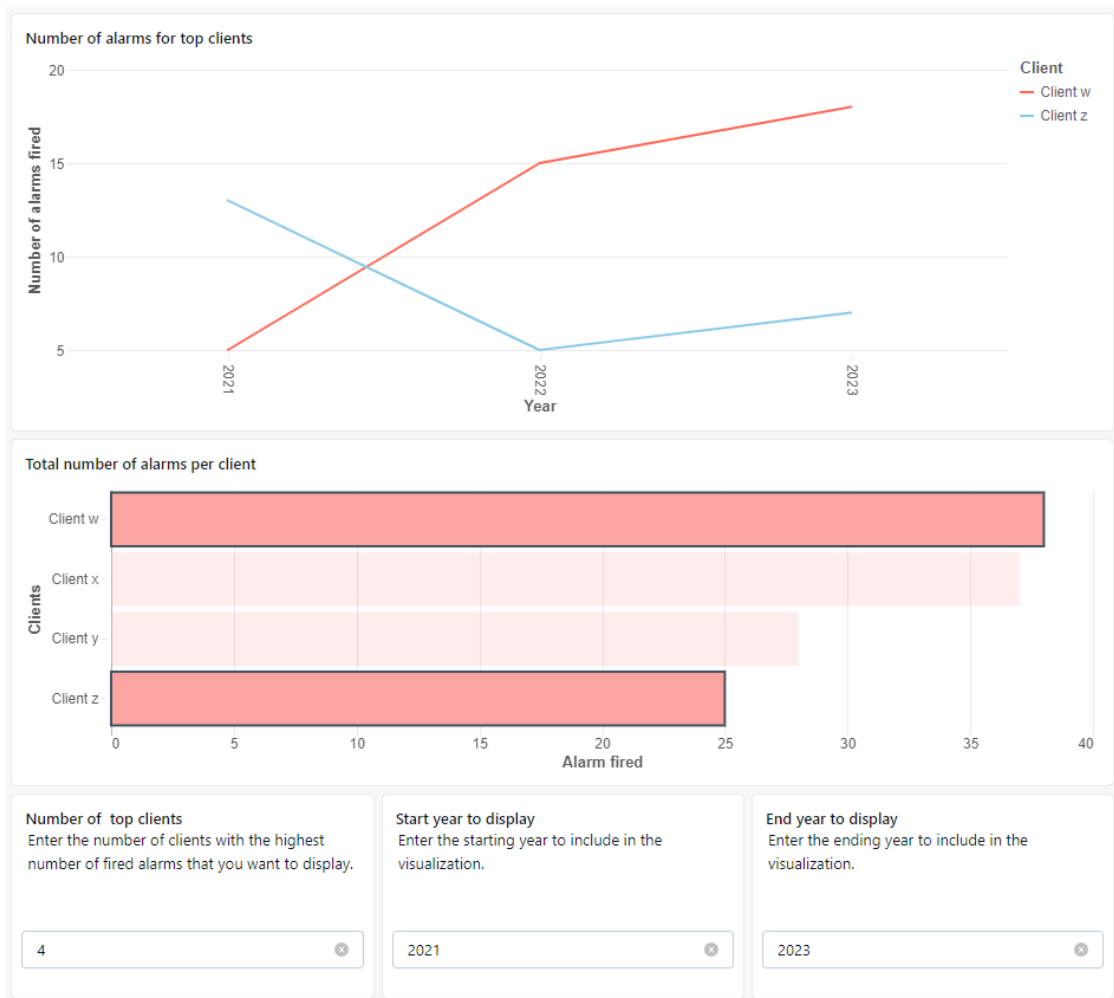 Number of alarms for top clients
Client
Client w
Client z
20
15
10
5
Number of alarms fired
2021
2022
2023
Year
Total number of alarms per client
Client w
Client x
Client y
Client z
Clients
0 5 10 15 20 25 30 35 40
Alarm fired
Number of  top clients
Enter the number of clients with the highest
number of fired alarms that you want to display.
4
Start year to display
Enter the starting year to include in the
visualization.
2021
End year to display
Enter the ending year to include in the
visualization.
2023